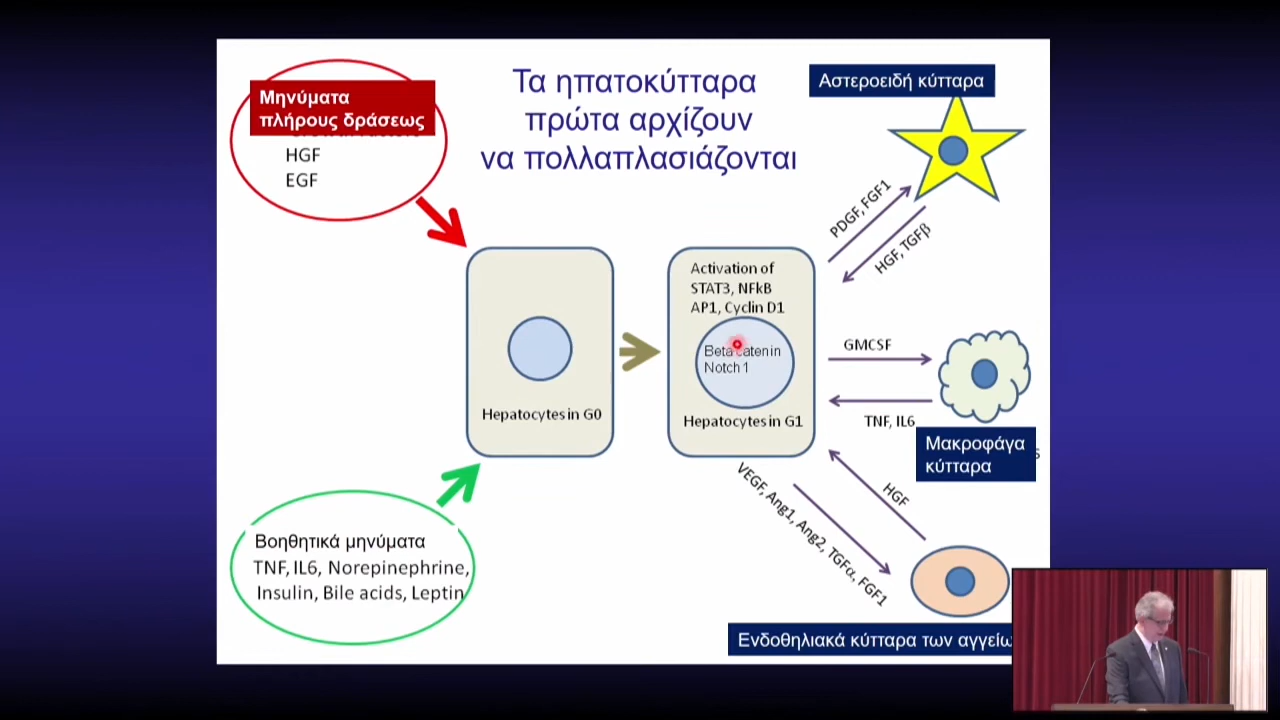 Μηνύματα
πλήρους δράσεως
HGF
EGF
Τα ηπατοκύτταρα
πρώτα αρχίζουν
να πολλαπλασιάζονται
Αστεροειδή κύτταρα
PDGF, FGF1
HGF, TGFβ
Hepatocytes in G0
Activation of
STAT3, NFkB
AP1, Cyclin D1
Beta catenin
Notch 1
Hepatocytes in G1
GMCSF
TNF, IL6
Μακροφάγα
κύτταρα
HGF
VEGF, Ang1, Ang2, TGFα, FGF1
Βοηθητικά μηνύματα
TNF, IL6, Norepinephrine,
Insulin, Bile acids, Leptin
Ενδοθηλιακά κύτταρα των